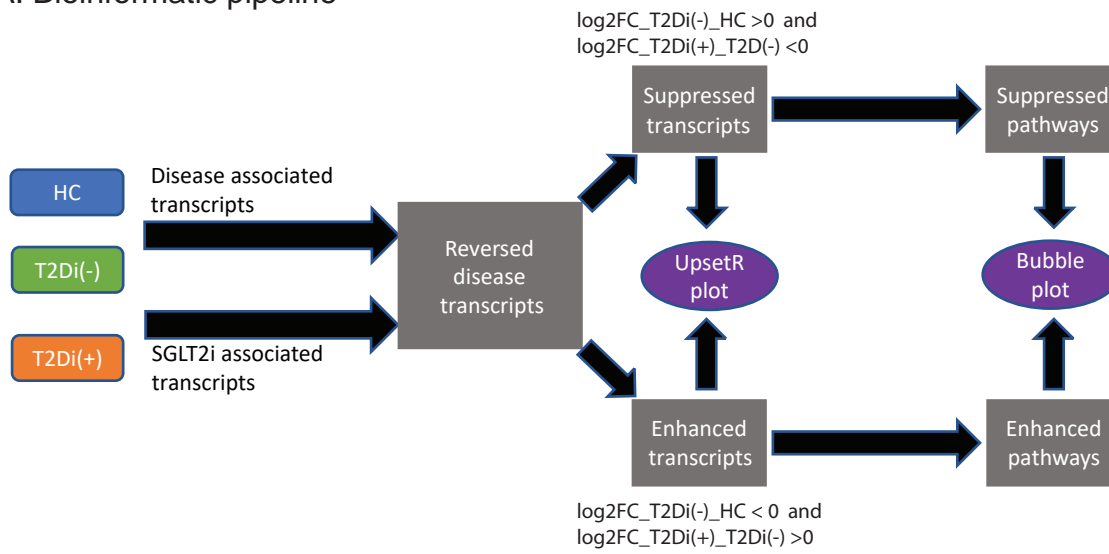 log2FC_T2Di(-)_HC >0 and
log2FC_T2Di(+)_T2D(-) <0
Suppressed
transcripts
Suppressed
pathways
HC
T2Di(-)
T2Di(+)
Disease associated
transcripts
SGLT2i associated
transcripts
Reversed
disease
transcripts
UpsetR
plot
Bubble
plot
Enhanced
transcripts
Enhanced
pathways
log2FC_T2Di(-)_HC < 0 and
log2FC_T2Di(+)_T2Di(-) >0